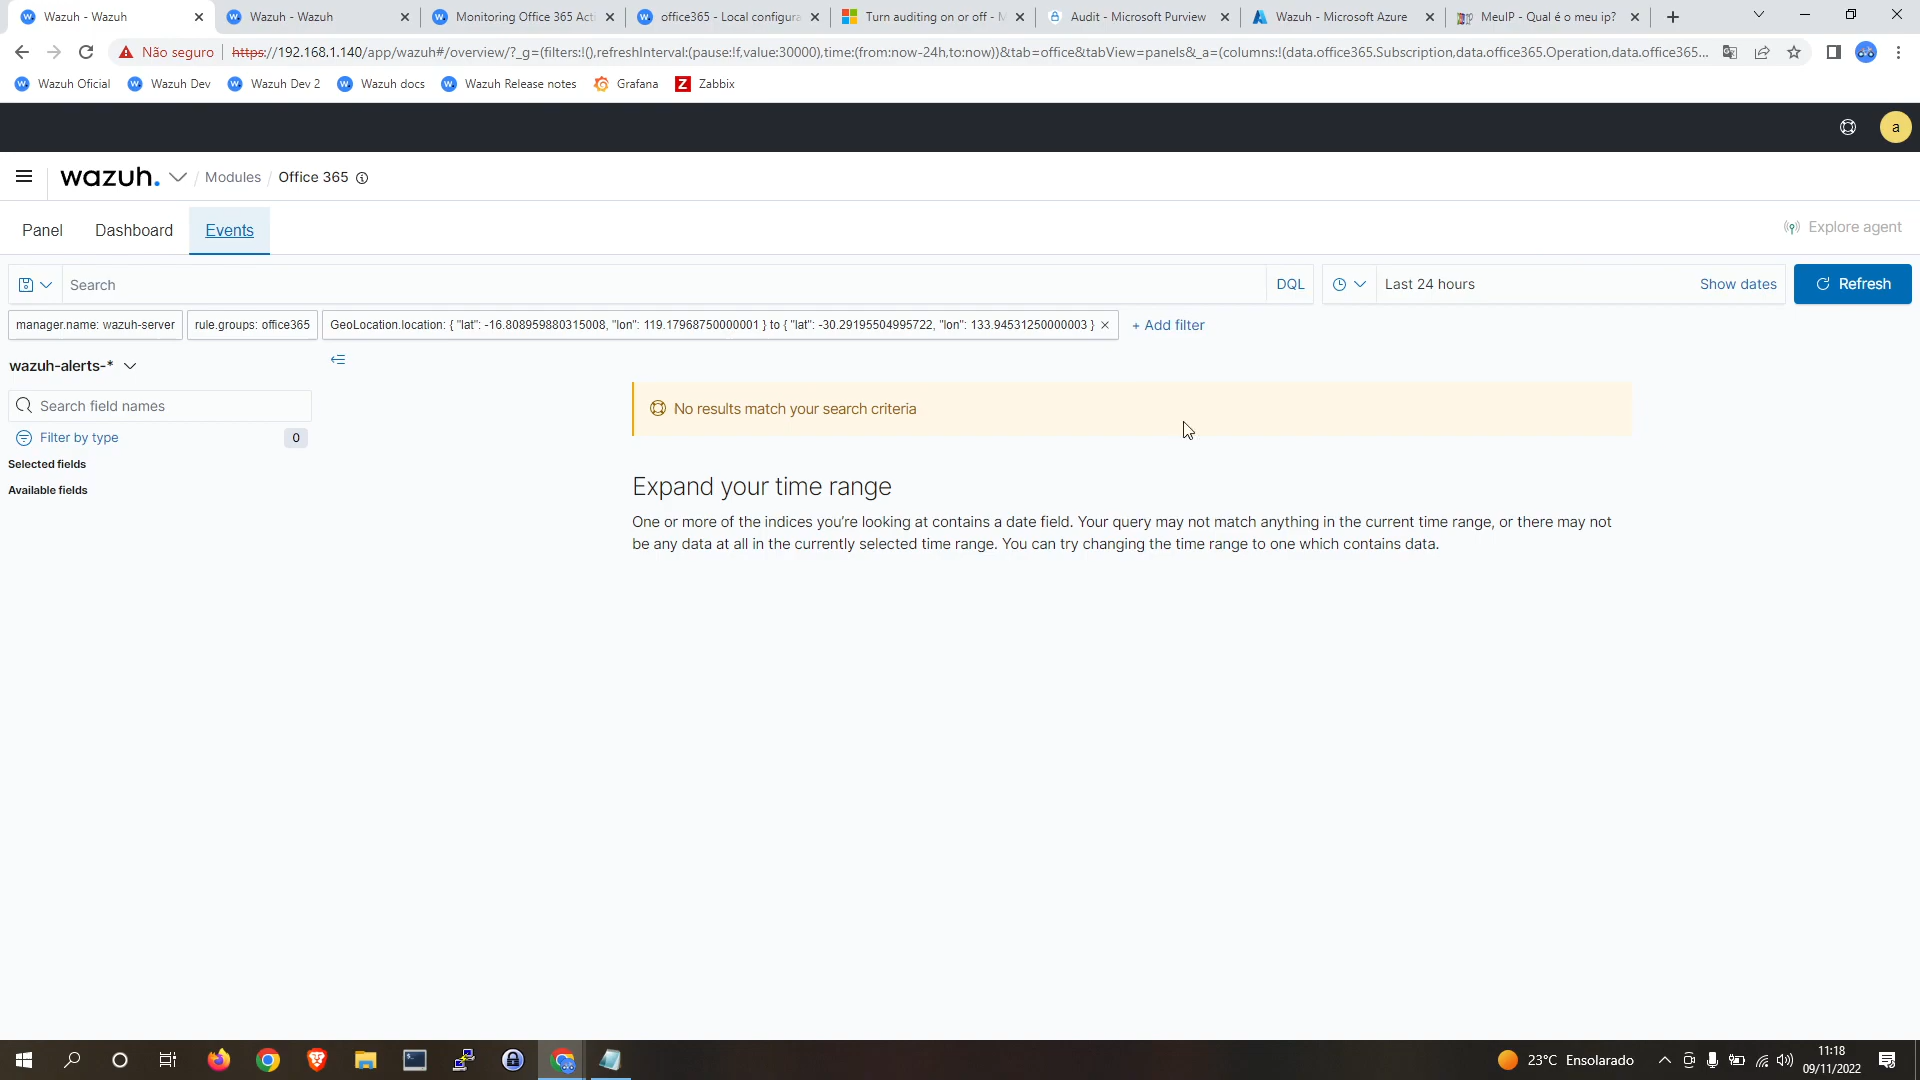 Wazuh - Wazuh
Wazuh - Wazuh
Monitoring Office 365 Act
office365 - Local configura
Turn auditing on or off - M
Audit - Microsoft Purview
Wazuh - Microsoft Azure
MeuIP - Qual é o meu ip?
Não seguro
https://192.168.1.140/app/wazuh#/overview/?_g=(filters:!(),refreshInterval:(pause:!f,value:30000),time:(from:now-24h,to:now))&tab=office&tabView=panels&_a=(columns:!(data.office365.Subscription,data.office365.Operation,data.office365...
Wazuh Oficial
Wazuh Dev
Wazuh Dev 2
Wazuh docs
Wazuh Release notes
Grafana
Z Zabbix
a
wazuh. / Modules / Office 365
Panel
Dashboard
Events
Explore agent
Search
DQL
Last 24 hours
Show dates
Refresh
manager.name: wazuh-server
rule.groups: office365
GeoLocation.location: { "lat": -16.808959880315008, "lon": 119.17968750000001 } to { "lat": -30.29195504995722, "lon": 133.94531250000003 }
+ Add filter
wazuh-alerts-*
Search field names
Filter by type
0
Selected fields
Available fields
No results match your search criteria
Expand your time range
One or more of the indices you're looking at contains a date field. Your query may not match anything in the current time range, or there may not
be any data at all in the currently selected time range. You can try changing the time range to one which contains data.
23°C Ensolarado
11:18
09/11/2022